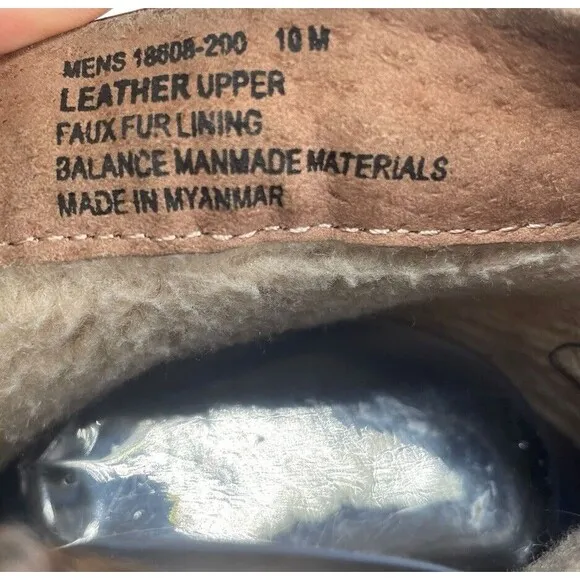 MENS 18608-200 10 M
LEATHER UPPER
FAUX FUR LINING
BALANCE MANMADE MATERIALS
MADE IN MYANMAR